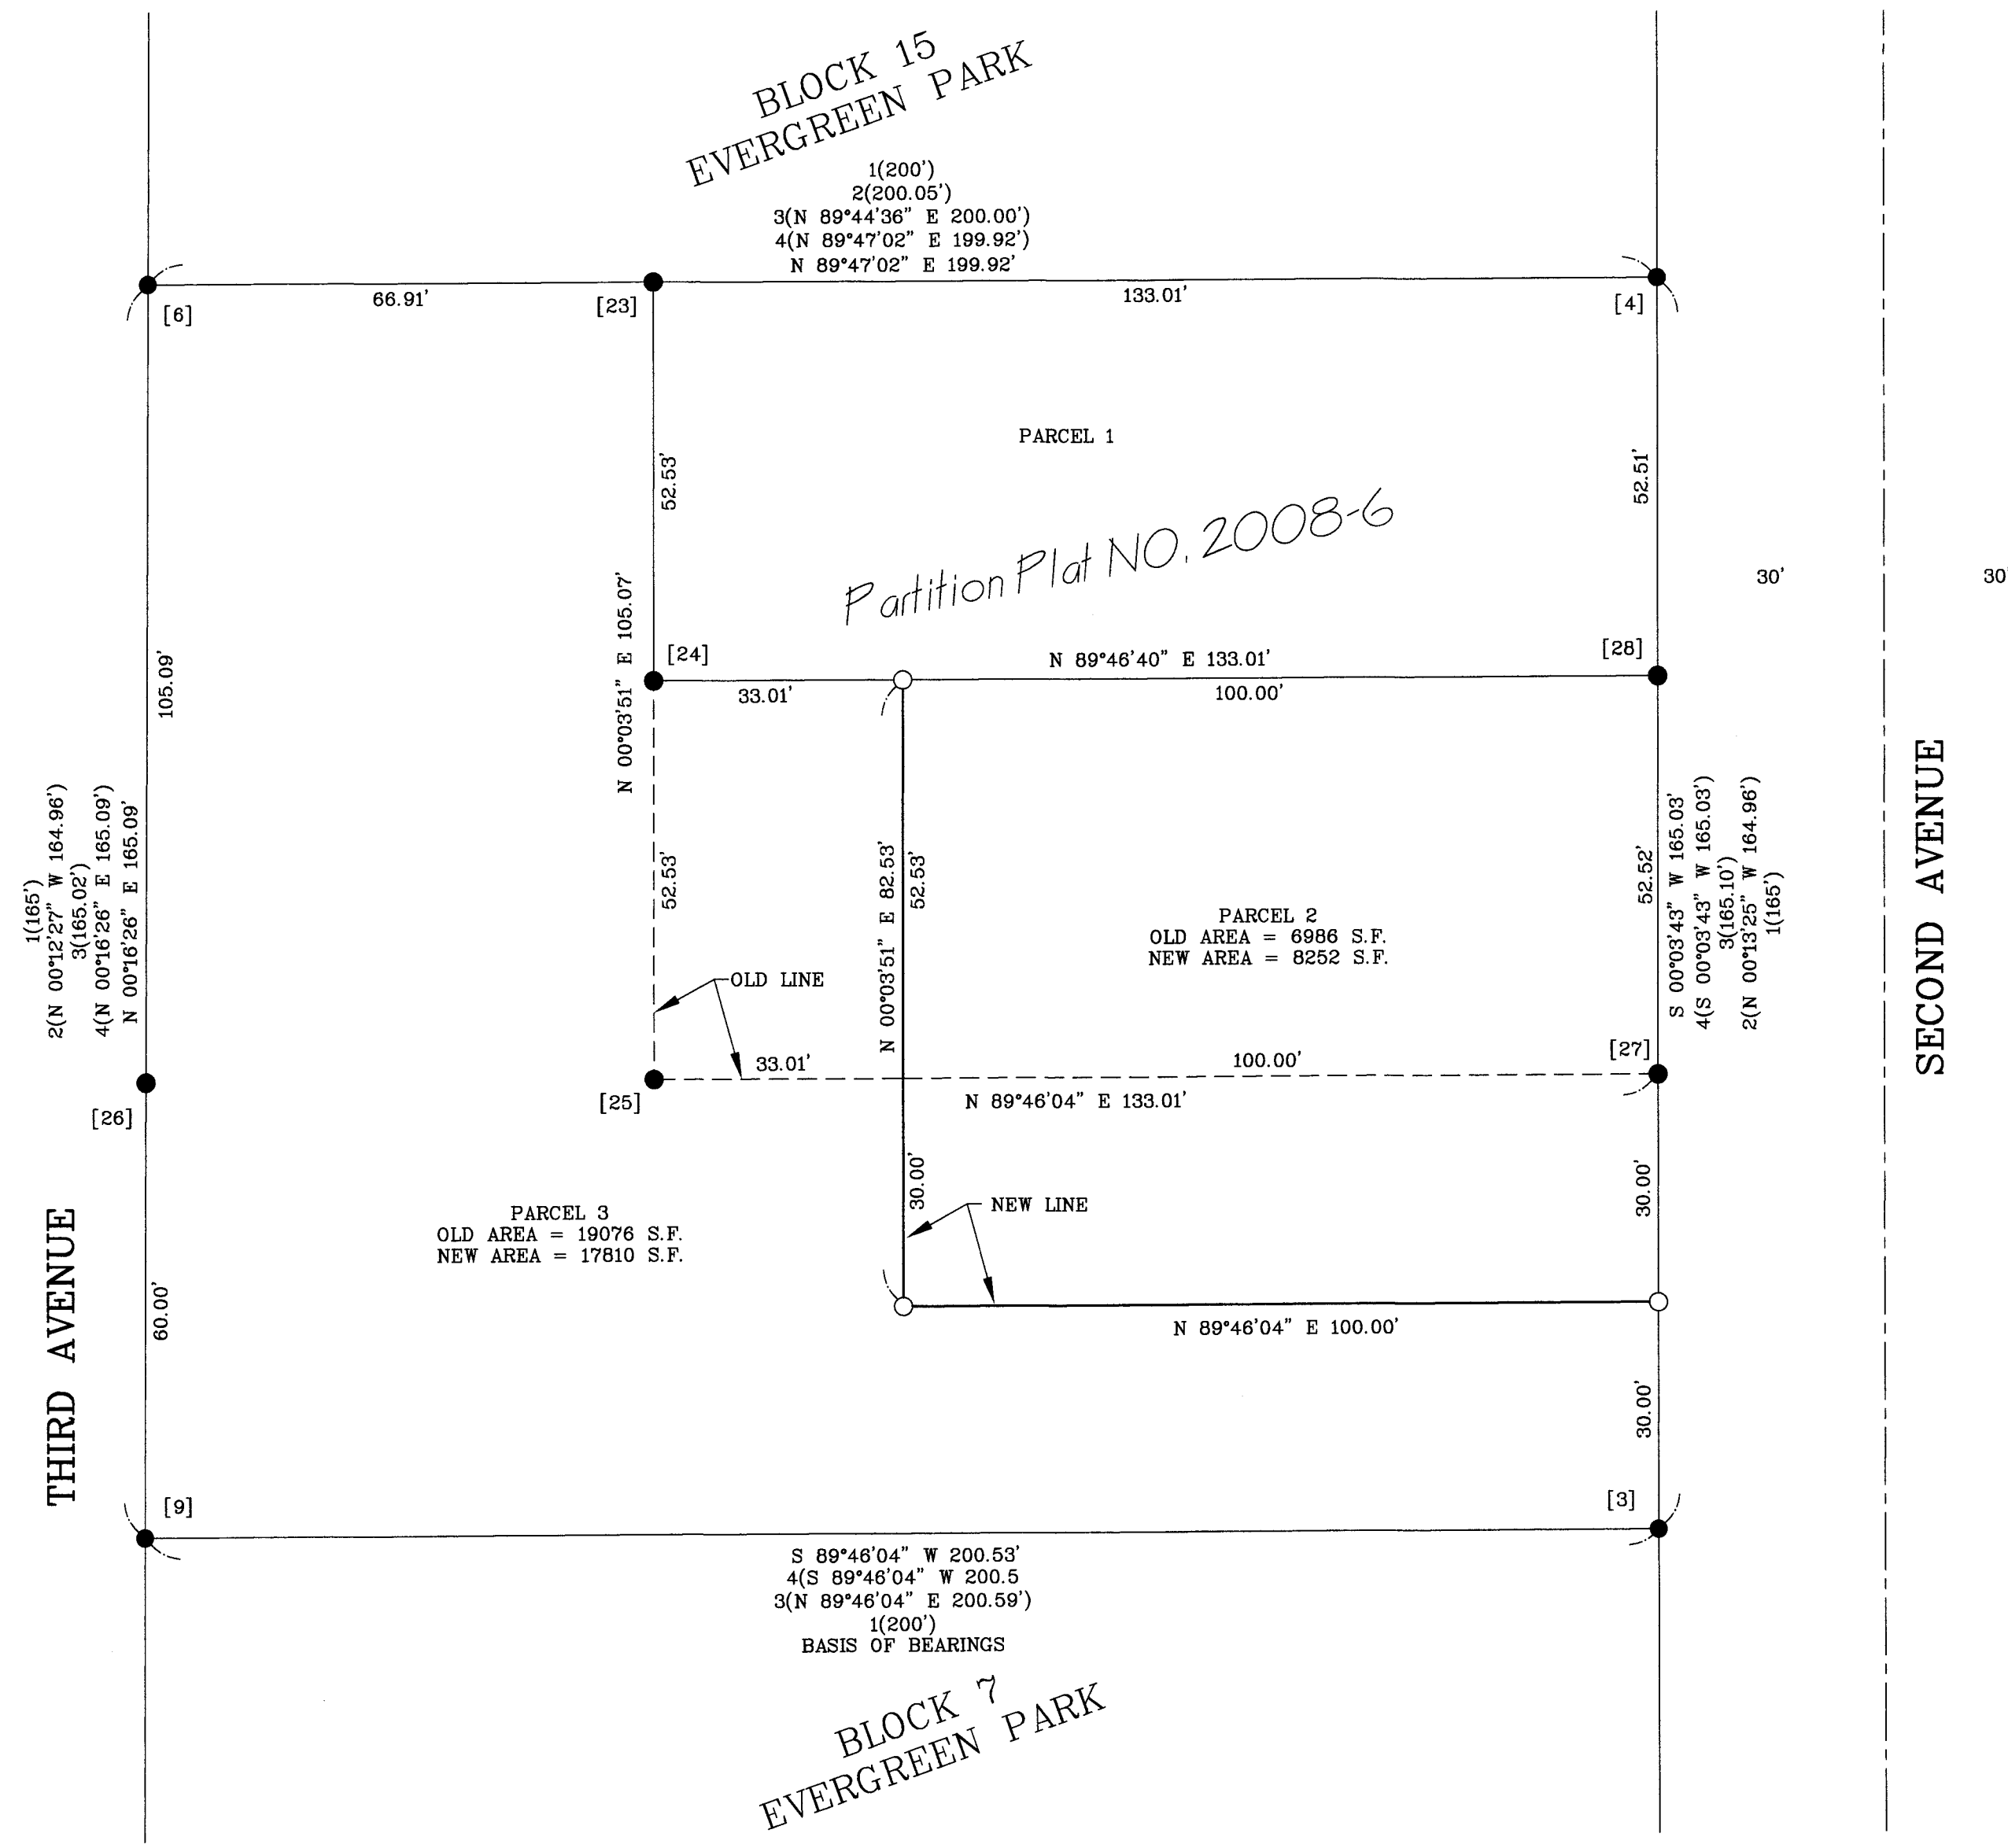 BLOCK 15
EVERGREEN PARK
1(200')
2(200.05')
3(N 89°44'36" E 200.00')
4(N 89°47'02" E 199.92')
N 89°47'02" E 199.92'
66.91'
133.01'
[6]
[23]
[4]
PARCEL 1
52.53'
52.51'
Partition Plat NO. 2008-6
30'
30'
N 00°03'51" E 105.07'
105.09'
[24]
N 89°46'40" E 133.01'
[28]
33.01'
100.00'
1(165')
2(N 00°12'27" W 164.96')
3(165.02')
4(N 00°16'26" E 165.09')
N 00°16'26" E 165.09'
52.53'
N 00°03'51" E 82.53'
52.53'
PARCEL 2
OLD AREA = 6986 S.F.
NEW AREA = 8252 S.F.
52.52'
S 00°03'43" W 165.03'
4(S 00°03'43" W 165.03')
3(165.10')
2(N 00°13'25" W 164.96')
1(165')
SECOND AVENUE
OLD LINE
33.01'
100.00'
[27]
[25]
N 89°46'04" E 133.01'
[26]
30.00'
30.00'
NEW LINE
PARCEL 3
OLD AREA = 19076 S.F.
NEW AREA = 17810 S.F.
THIRD AVENUE
60.00'
N 89°46'04" E 100.00'
30.00'
[9]
[3]
S 89°46'04" W 200.53'
4(S 89°46'04" W 200.5
3(N 89°46'04" E 200.59')
1(200')
BASIS OF BEARINGS
BLOCK 7
EVERGREEN PARK